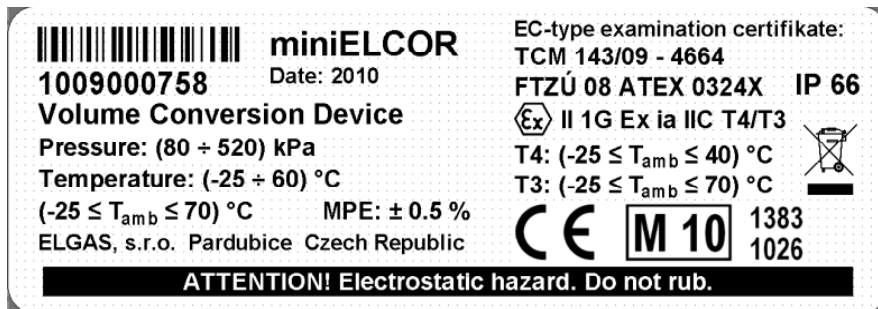 miniELCOR
1009000758
Date: 2010
Volume Conversion Device
Pressure: (80 ÷ 520) kPa
Temperature: (-25 ÷ 60) °C
(-25 ≤ Tamb ≤ 70) °C MPE: ± 0.5 %
ELGAS, s.r.o. Pardubice Czech Republic
EC-type examination certifikate:
TCM 143/09 - 4664
FTZÚ 08 ATEX 0324X IP 66
Ex II 1G Ex ia IIC T4/T3
T4: (-25 ≤ Tamb ≤ 40) °C
T3: (-25 ≤ Tamb ≤ 70) °C
CE M 10 1383
1026
ATTENTION! Electrostatic hazard. Do not rub.